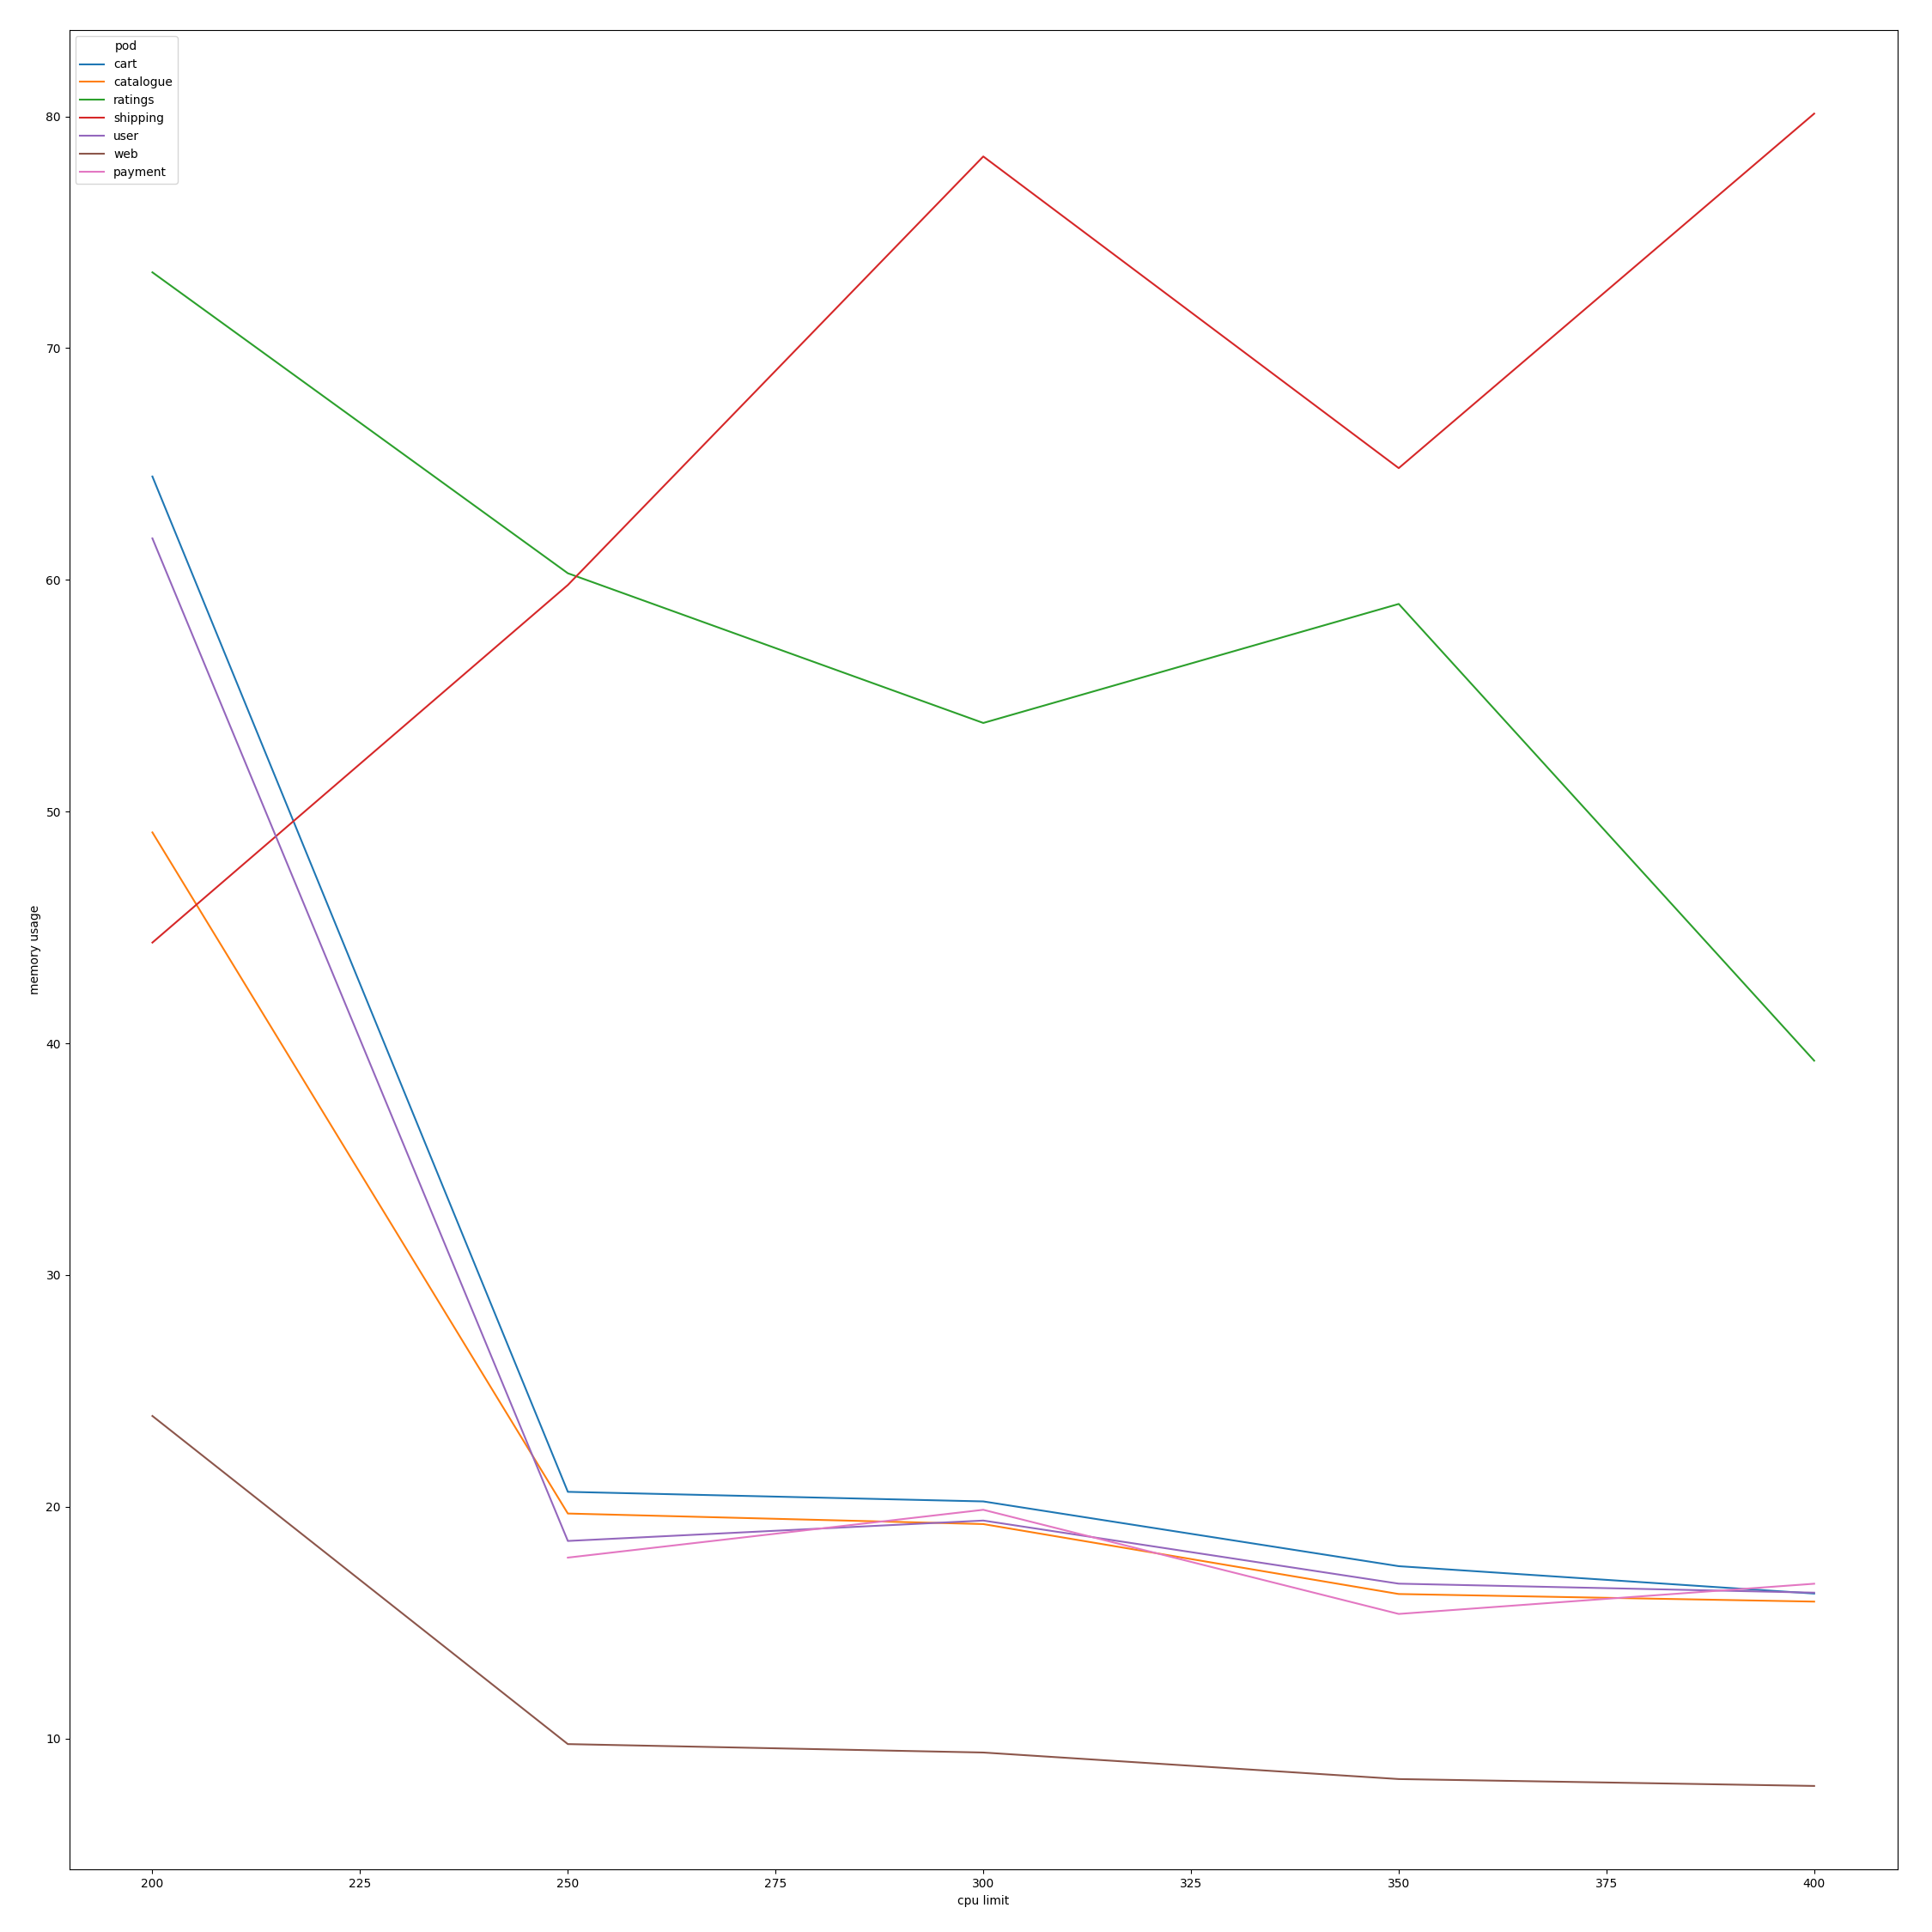 pod
cart
catalogue
ratings
shipping
user
web
payment
80
70
60
50
40
30
20
10
memory usage
200 225 250 275 300 325 350 375 400
cpu limit